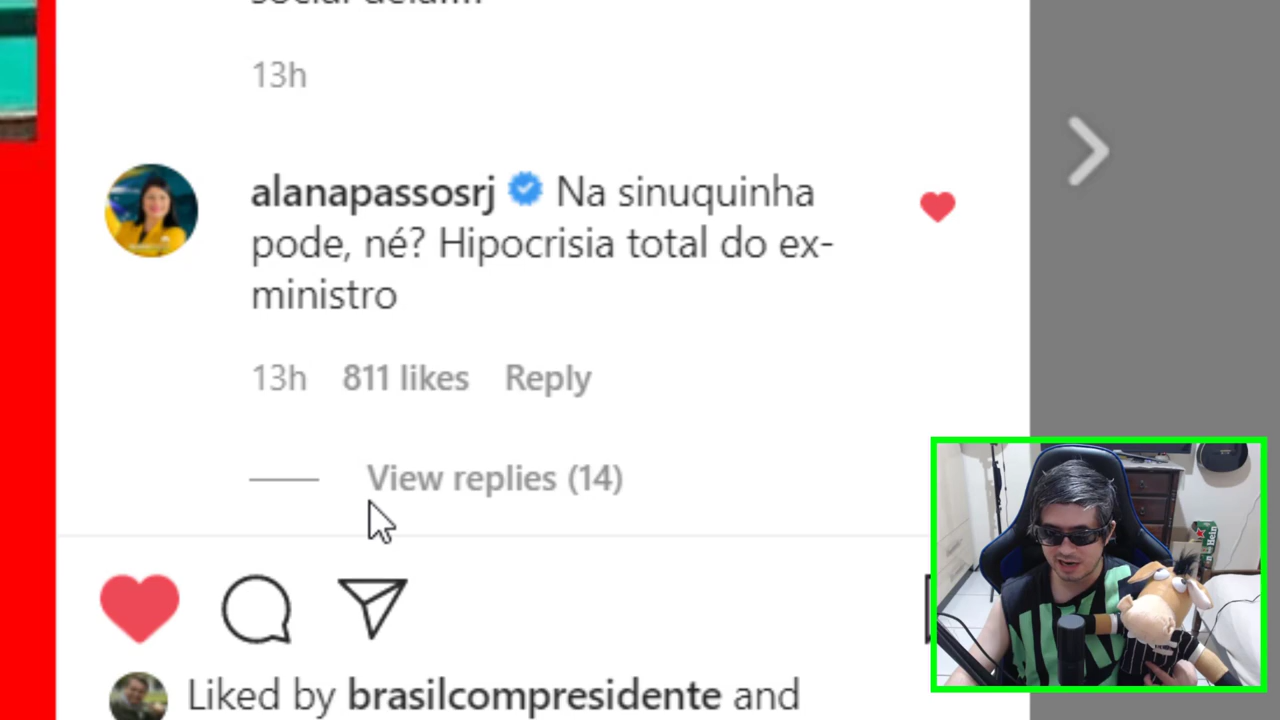 13h
alanapassosrj Na sinuquinha
pode, né? Hipocrisia total do ex-
ministro
13h 811 likes Reply
View replies (14)
Liked by brasilcompresidente and